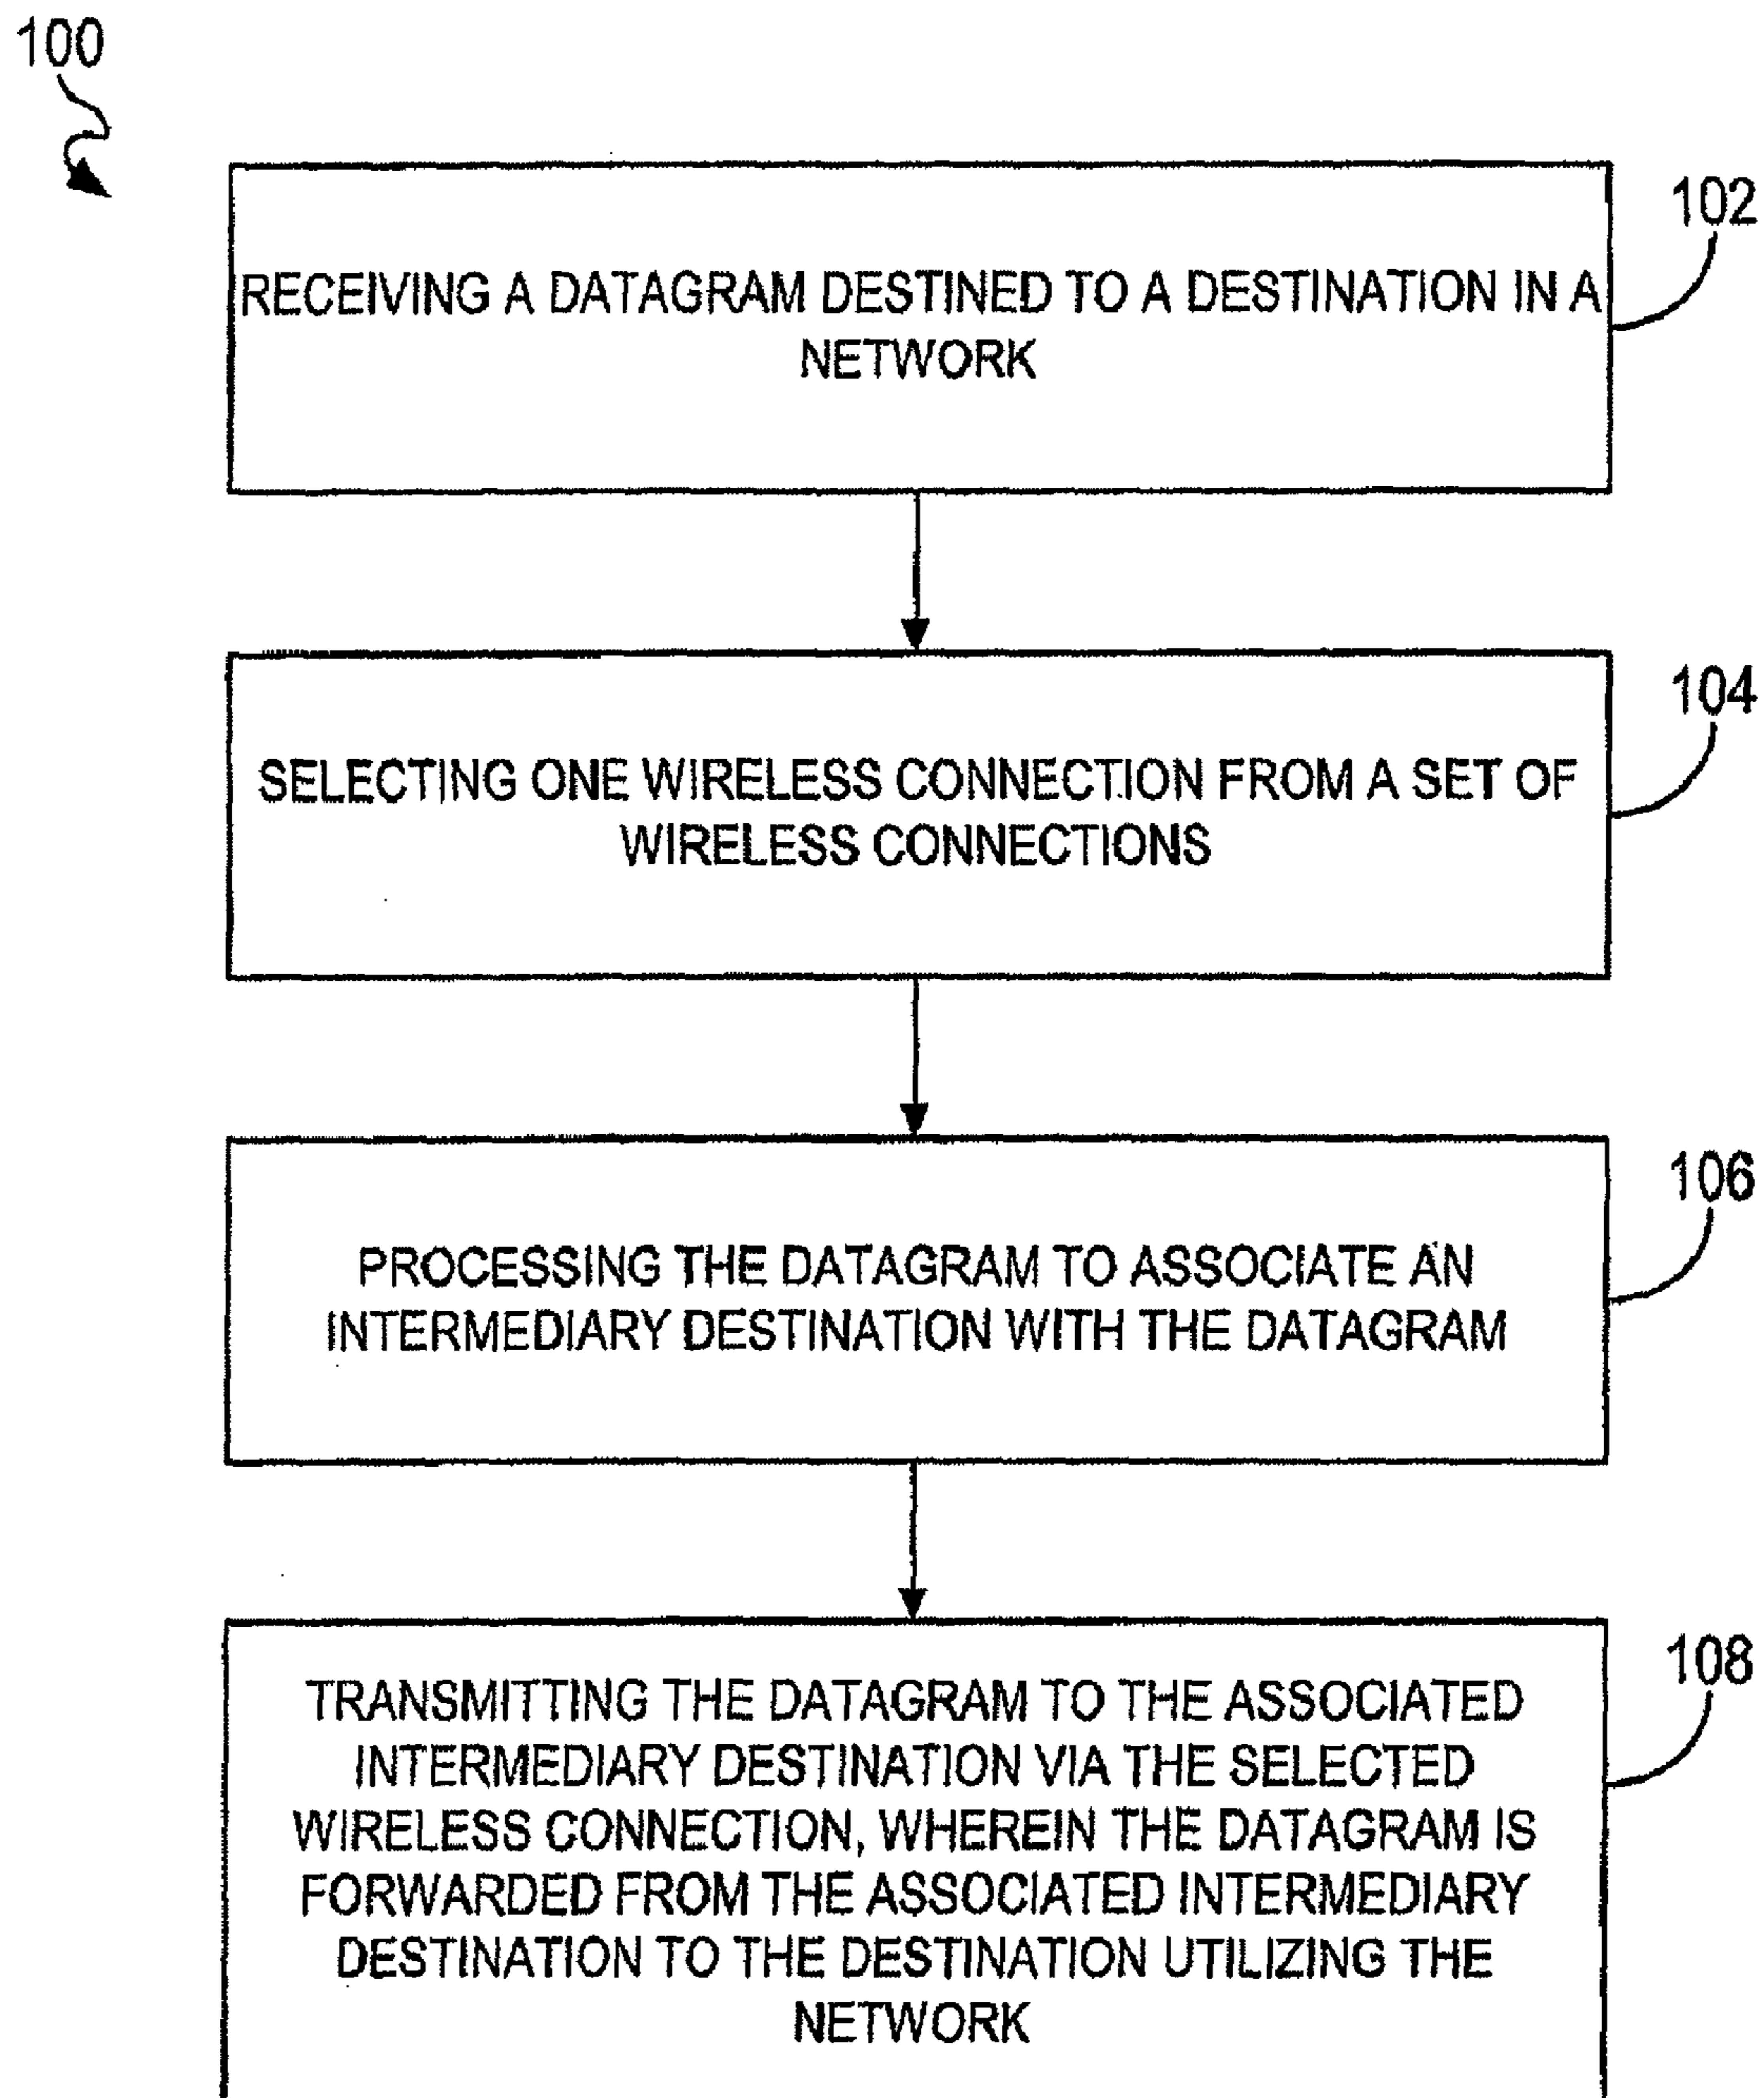 100
RECEIVING A DATAGRAM DESTINED TO A DESTINATION IN A
NETWORK
102
SELECTING ONE WIRELESS CONNECTION FROM A SET OF
WIRELESS CONNECTIONS
104
PROCESSING THE DATAGRAM TO ASSOCIATE AN
INTERMEDIARY DESTINATION WITH THE DATAGRAM
106
TRANSMITTING THE DATAGRAM TO THE ASSOCIATED
INTERMEDIARY DESTINATION VIA THE SELECTED
WIRELESS CONNECTION, WHEREIN THE DATAGRAM IS
FORWARDED FROM THE ASSOCIATED INTERMEDIARY
DESTINATION TO THE DESTINATION UTILIZING THE
NETWORK
108